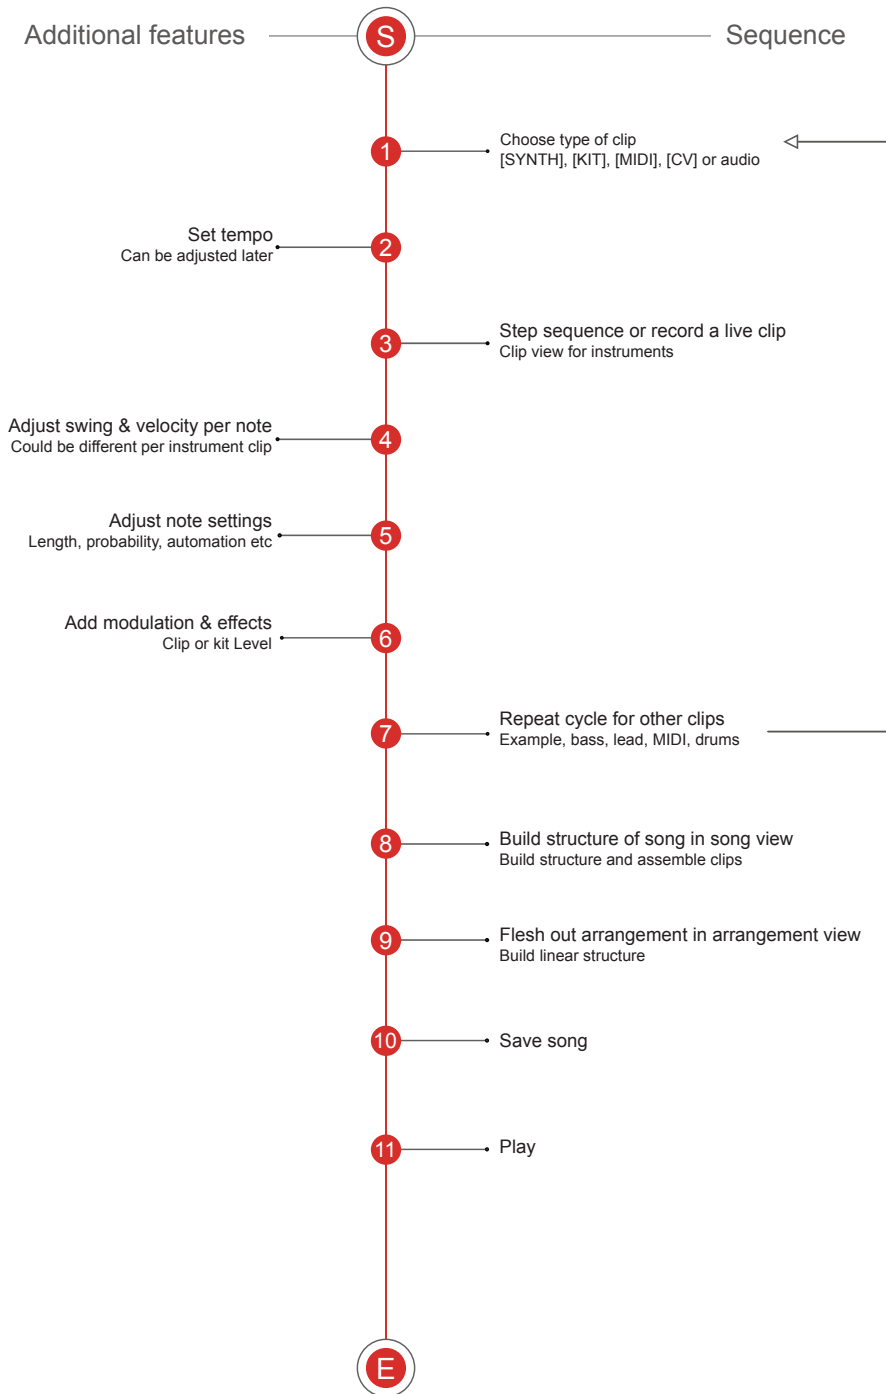 Additional features
S
Sequence
1
Choose type of clip
[SYNTH], [KIT], [MIDI], [CV] or audio
Set tempo
Can be adjusted later
2
3
Step sequence or record a live clip
Clip view for instruments
Adjust swing & velocity per note
Could be different per instrument clip
4
Adjust note settings
Length, probability, automation etc
5
Add modulation & effects
Clip or kit Level
6
7
Repeat cycle for other clips
Example, bass, lead, MIDI, drums
8
Build structure of song in song view
Build structure and assemble clips
9
Flesh out arrangement in arrangement view
Build linear structure
10
Save song
11
Play
E